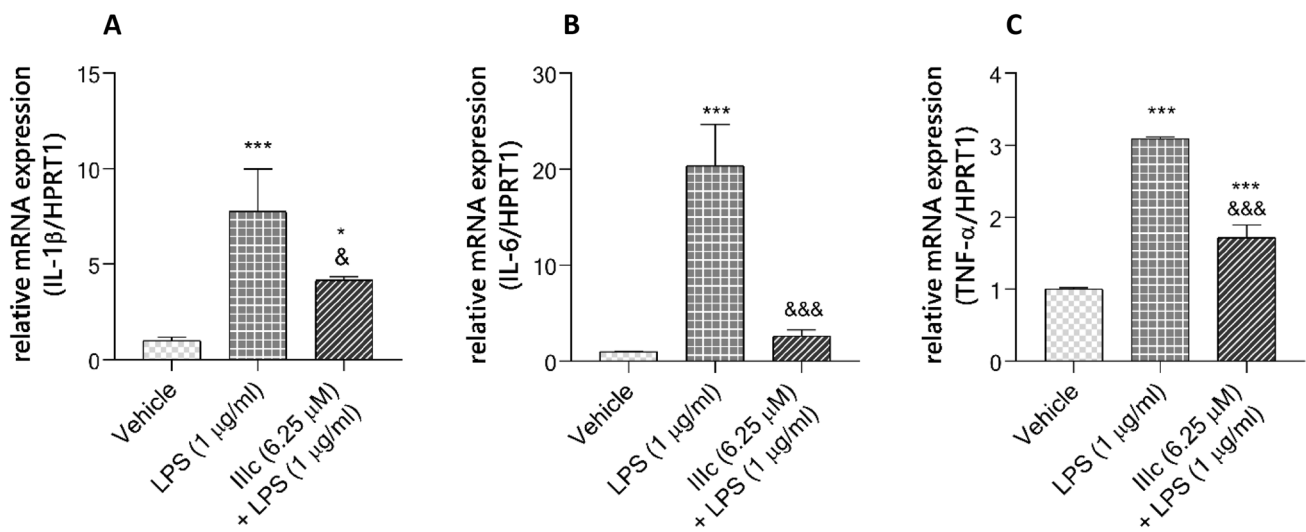 A
relative mRNA expression
(IL-1β/HPRT1)
15
10
5
0
***
*
&
Vehicle
LPS (1 μg/ml)
IIIc (6.25 μM)
+ LPS (1 μg/ml)
B
relative mRNA expression
(IL-6/HPRT1)
30
20
10
0
***
&&&
Vehicle
LPS (1 μg/ml)
IIIc (6.25 μM)
+ LPS (1 μg/ml)
C
relative mRNA expression
(TNF-α/HPRT1)
4
3
2
1
0
***
***
&&&
Vehicle
LPS (1 μg/ml)
IIIc (6.25 μM)
+ LPS (1 μg/ml)